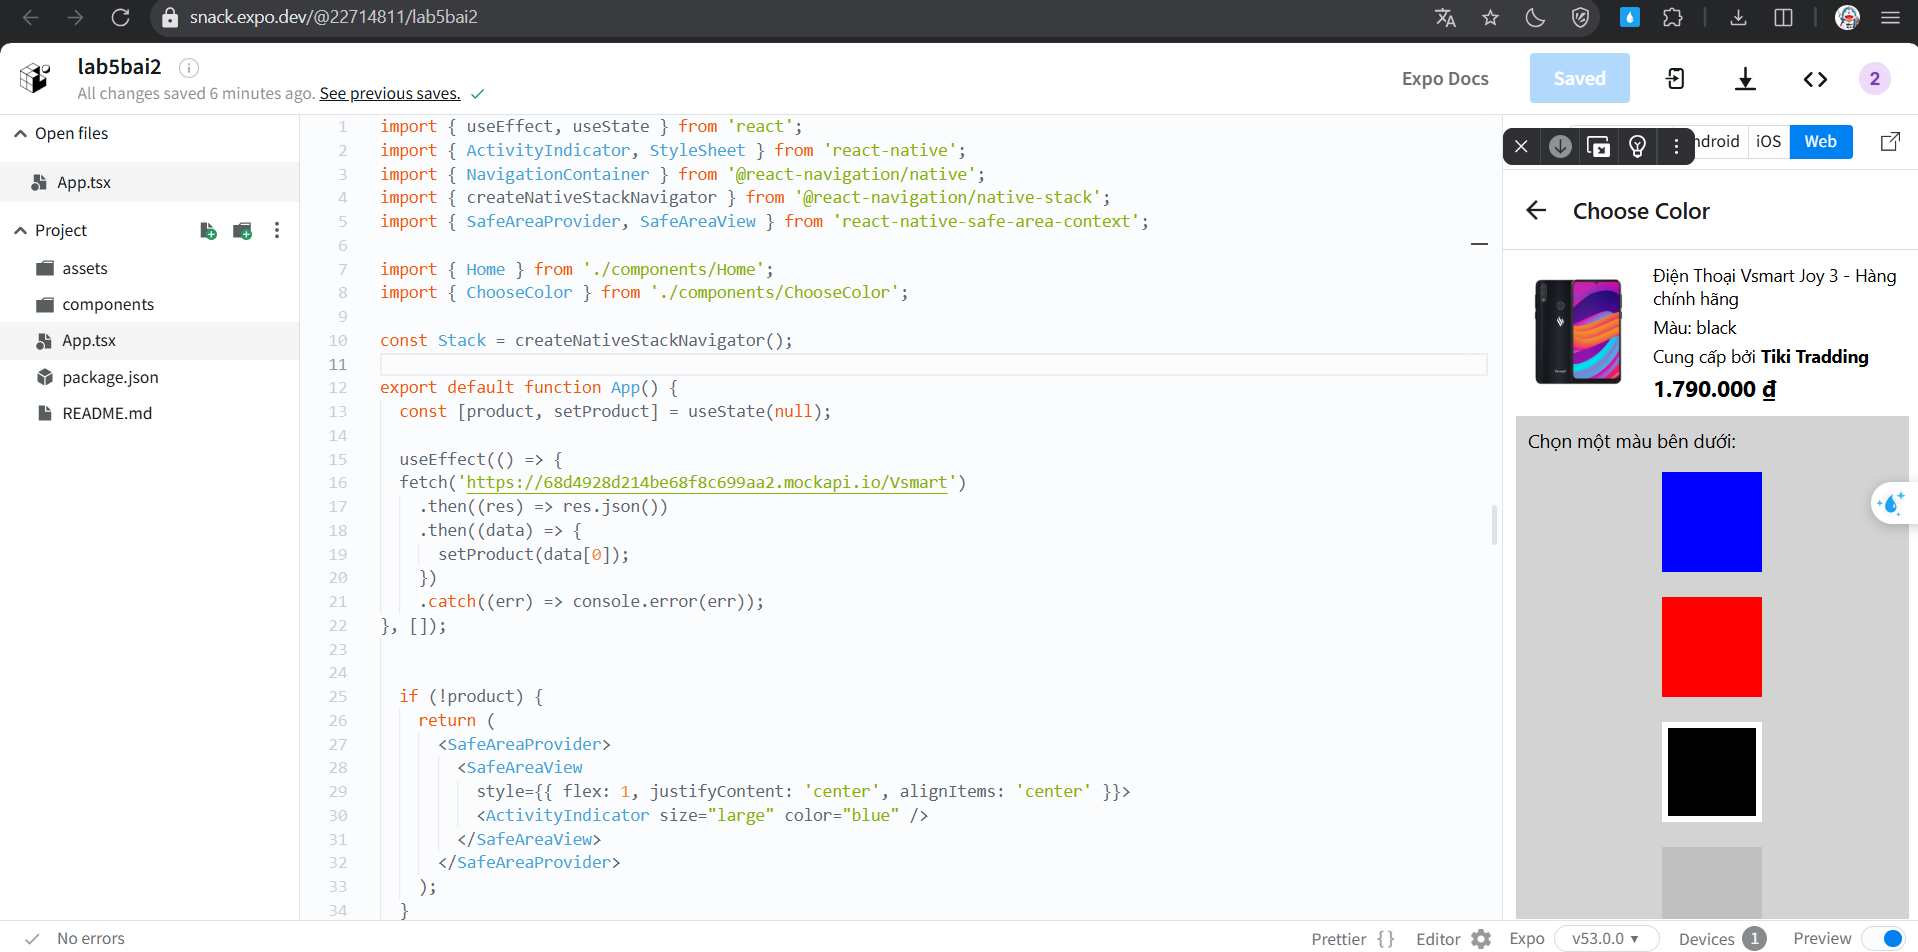 snack.expo.dev/@22714811/lab5bai2
lab5bai2
All changes saved 6 minutes ago. See previous saves.
Expo Docs
Saved
2
Open files
App.tsx
Project
assets
components
App.tsx
package.json
README.md
1 import { useEffect, useState } from 'react';
2 import { ActivityIndicator, StyleSheet } from 'react-native';
3 import { NavigationContainer } from '@react-navigation/native';
4 import { createNativeStackNavigator } from '@react-navigation/native-stack';
5 import { SafeAreaProvider, SafeAreaView } from 'react-native-safe-area-context';
6
7 import { Home } from './components/Home';
8 import { ChooseColor } from './components/ChooseColor';
9
10 const Stack = createNativeStackNavigator();
11
12 export default function App() {
13 const [product, setProduct] = useState(null);
14
15 useEffect(() => {
16 fetch('https://68d4928d214be68f8c699aa2.mockapi.io/Vsmart')
17 .then((res) => res.json())
18 .then((data) => {
19 setProduct(data[0]);
20 })
21 .catch((err) => console.error(err));
22 }, []);
23
24
25 if (!product) {
26 return (
27 <SafeAreaProvider>
28 <SafeAreaView
29 style={{ flex: 1, justifyContent: 'center', alignItems: 'center' }}>
30 <ActivityIndicator size="large" color="blue" />
31 </SafeAreaView>
32 </SafeAreaProvider>
33 );
34 }
ndroid
iOS
Web
Choose Color
Điện Thoại Vsmart Joy 3 - Hàng
chính hãng
Màu: black
Cung cấp bởi Tiki Tradding
1.790.000 ₫
Chọn một màu bên dưới:
No errors
Prettier {}
Editor
Expo
v53.0.0
Devices 1
Preview